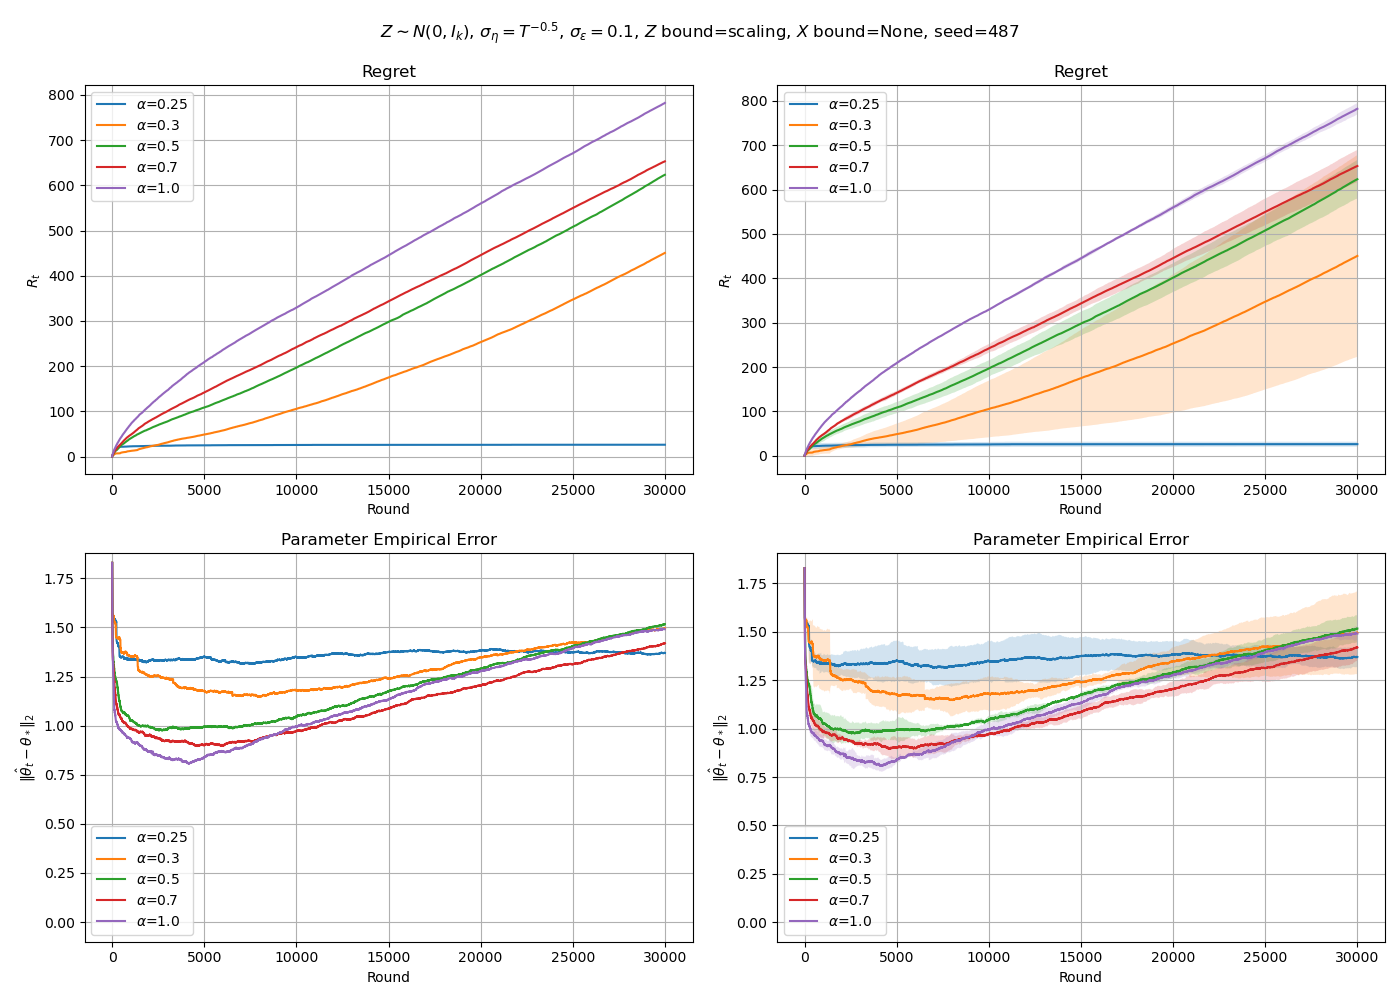 Z ∼ N(0, I_k), σ_η = T^{−0.5}, σ_ε = 0.1, Z bound=scaling, X bound=None, seed=487
Regret
800
700
600
500
400
300
200
100
0
R_t
α=0.25
α=0.3
α=0.5
α=0.7
α=1.0
0 5000 10000 15000 20000 25000 30000
Round
Regret
800
700
600
500
400
300
200
100
0
R_t
α=0.25
α=0.3
α=0.5
α=0.7
α=1.0
0 5000 10000 15000 20000 25000 30000
Round
Parameter Empirical Error
1.75
1.50
1.25
1.00
0.75
0.50
0.25
0.00
‖θ̂_t − θ_*‖_2
α=0.25
α=0.3
α=0.5
α=0.7
α=1.0
0 5000 10000 15000 20000 25000 30000
Round
Parameter Empirical Error
1.75
1.50
1.25
1.00
0.75
0.50
0.25
0.00
‖θ̂_t − θ_*‖_2
α=0.25
α=0.3
α=0.5
α=0.7
α=1.0
0 5000 10000 15000 20000 25000 30000
Round